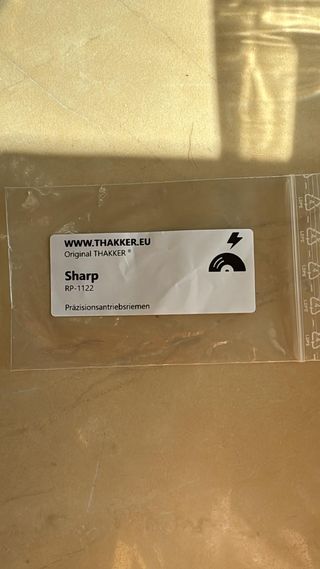 WWW.THAKKER.EU
Original THAKKER ®
Sharp
RP-1122
Präzisionsantriebsriemen